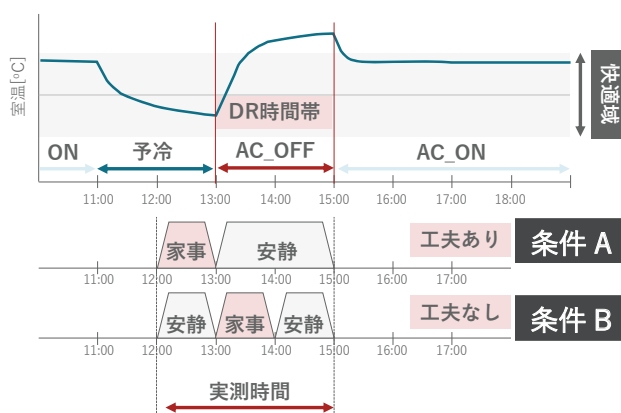 室温[℃]
快適域
DR時間帯
ON
予冷
AC_OFF
AC_ON
11:00
12:00
13:00
14:00
15:00
16:00
17:00
18:00
家事
安静
工夫あり
条件 A
11:00
12:00
13:00
14:00
15:00
16:00
17:00
安静
家事
安静
工夫なし
条件 B
11:00
12:00
13:00
14:00
15:00
16:00
17:00
実測時間